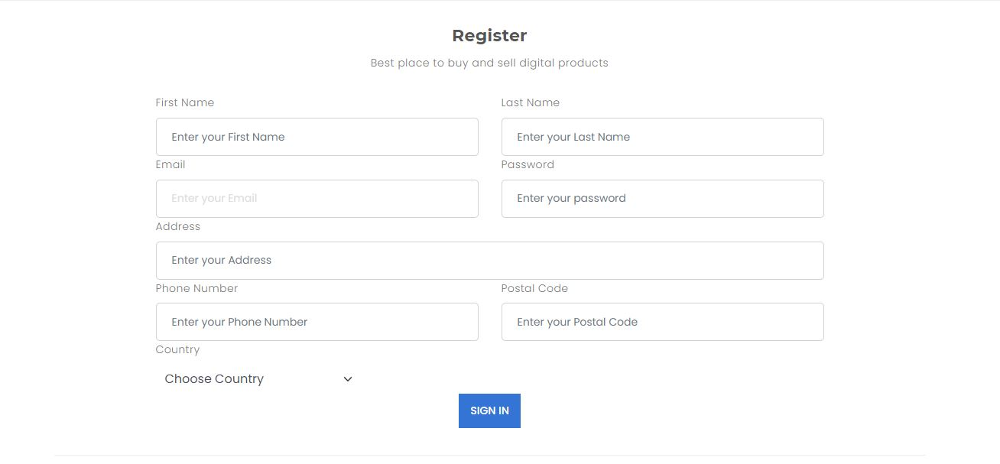 Register
Best place to buy and sell digital products
First Name
Last Name
Enter your First Name
Enter your Last Name
Email
Password
Enter your Email
Enter your password
Address
Enter your Address
Phone Number
Postal Code
Enter your Phone Number
Enter your Postal Code
Country
Choose Country
SIGN IN